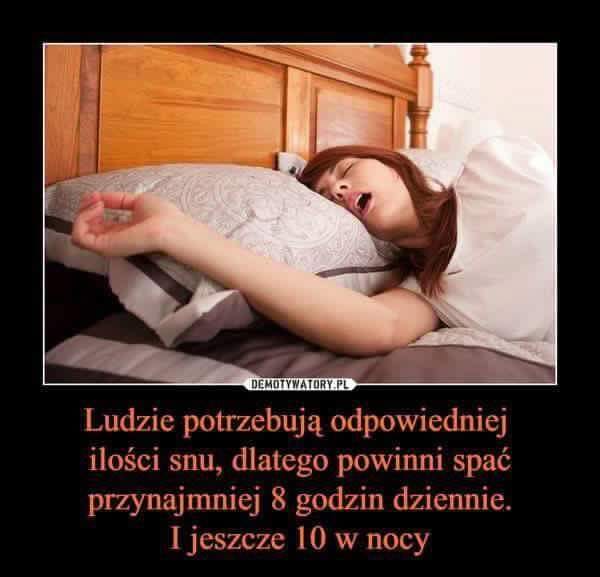 DEMOTYWATORY.PL
Ludzie potrzebują odpowiedniej
ilości snu, dlatego powinni spać
przynajmniej 8 godzin dziennie.
I jeszcze 10 w nocy